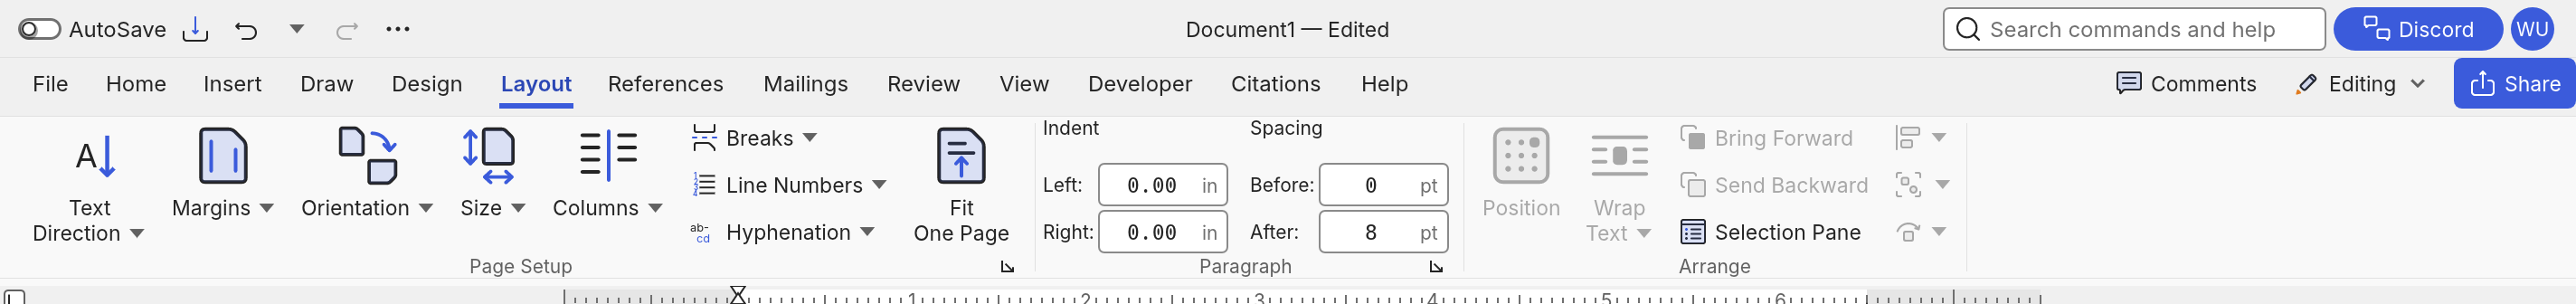 AutoSave
Document1 — Edited
Search commands and help
Discord
WU
File Home Insert Draw Design Layout References Mailings Review View Developer Citations Help
Comments Editing Share
Text
Direction
Margins
Orientation
Size
Columns
Breaks
Line Numbers
ab-
cd
Hyphenation
Fit
One Page
Page Setup
Indent
Left: 0.00 in
Right: 0.00 in
Spacing
Before: 0 pt
After: 8 pt
Paragraph
Position
Wrap
Text
Bring Forward
Send Backward
Selection Pane
Arrange
1 2 3 4 5 6